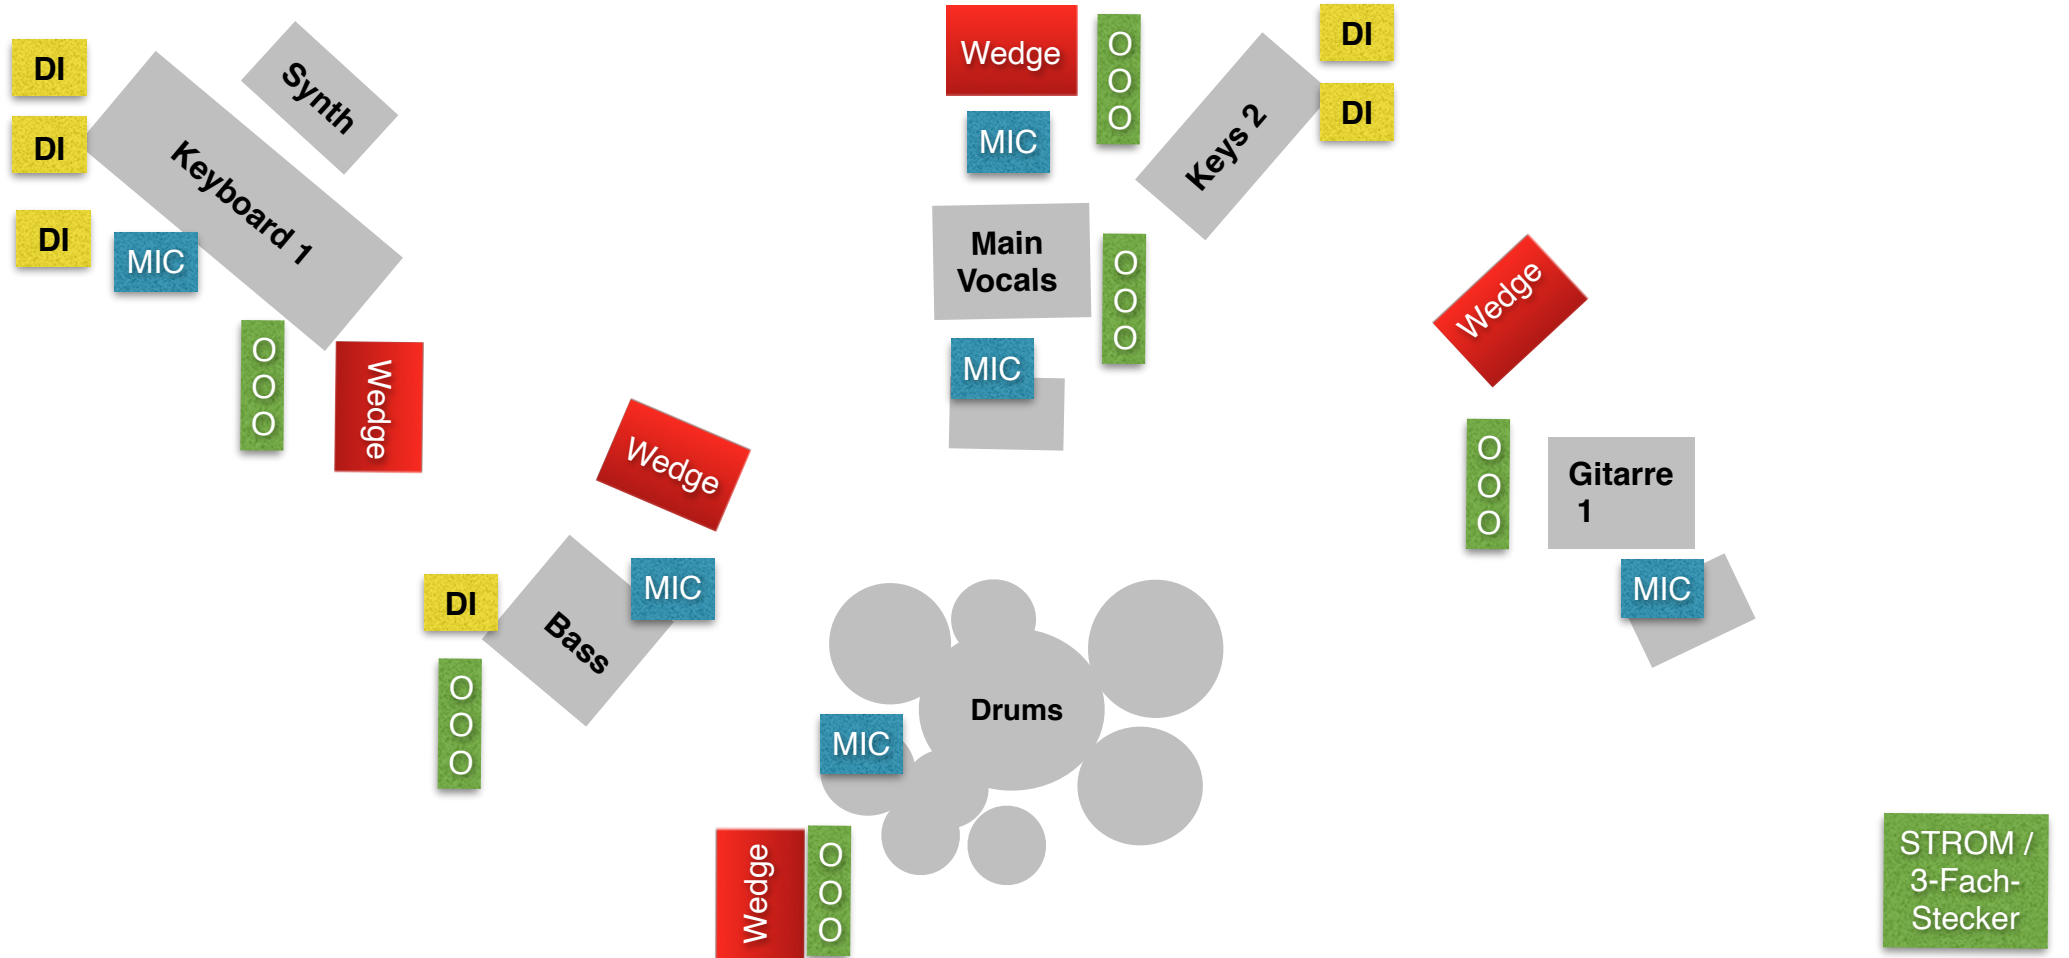 DI
DI
DI
Synth
Keyboard 1
MIC
O
O
O
Wedge
Wedge
O
O
O
MIC
DI
DI
Keys 2
Main
Vocals
O
O
O
MIC
Wedge
O
O
O
Gitarre
1
MIC
Wedge
DI
Bass
MIC
O
O
O
Drums
MIC
Wedge
O
O
O
STROM /
3-Fach-
Stecker